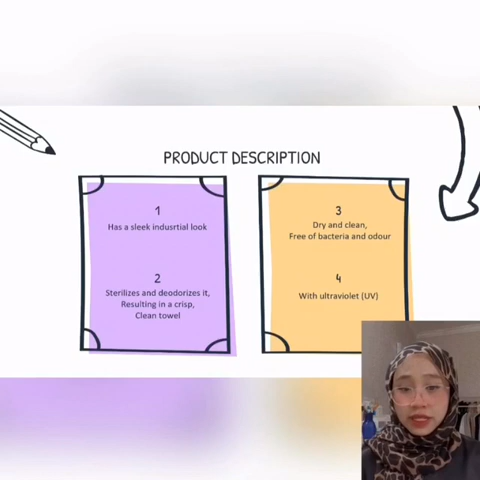 PRODUCT DESCRIPTION
1
Has a sleek indusrtial look
2
Sterilizes and deodorizes it,
Resulting in a crisp,
Clean towel
3
Dry and clean,
Free of bacteria and odour
4
With ultraviolet (UV)